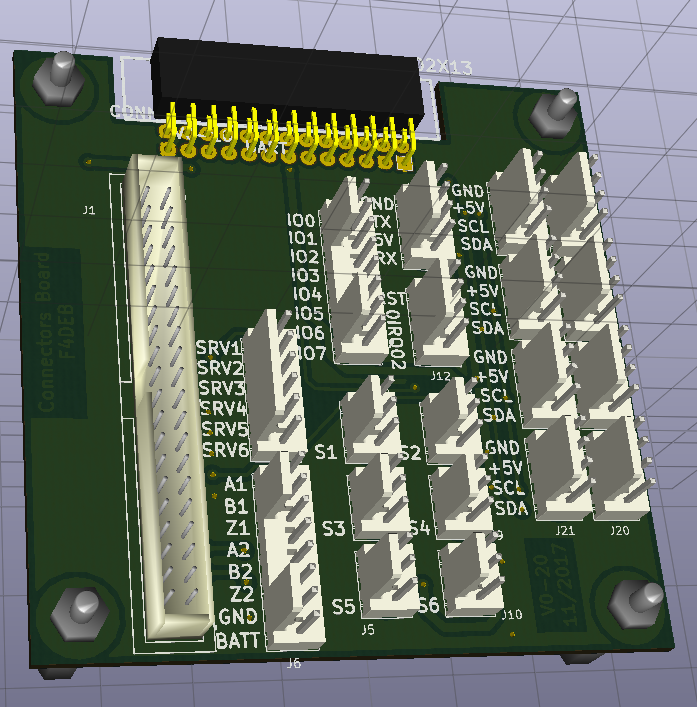 02X13
CONN
BATT
J1
IO0
IO1
IO2
IO3
IO4
IO5
IO6
IO7
ND
TX
5V
RX
GND
+5V
SCL
SDA
GND
+5V
SCL
SDA
GND
+5V
SCL
SDA
GND
+5V
SCL
SDA
J12
SRV1
SRV2
SRV3
SRV4
SRV5
SRV6
A1
B1
Z1
A2
B2
Z2
GND
BATT
J6
S1
S2
S3
S4
S5
S6
J5
J10
J21
J20
Connectors Board
F4DEB
V0-20
11/2017